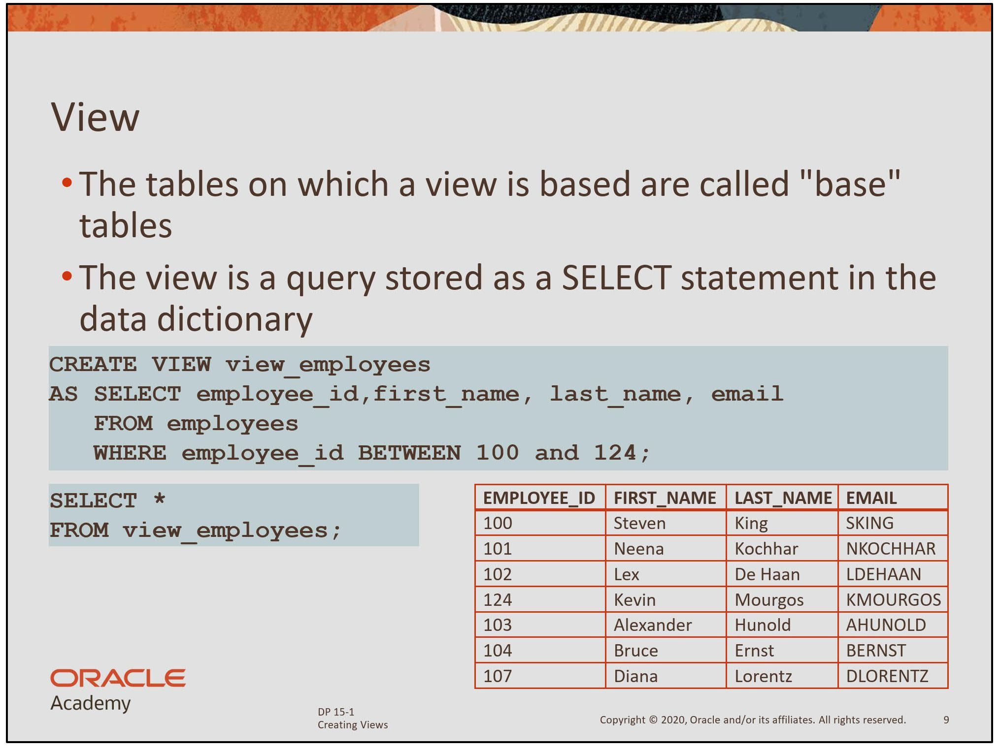 View
•The tables on which a view is based are called "base"
tables
•The view is a query stored as a SELECT statement in the
data dictionary
CREATE VIEW view_employees
AS SELECT employee_id,first_name, last_name, email
FROM employees
WHERE employee_id BETWEEN 100 and 124;
SELECT *
FROM view_employees;
EMPLOYEE_ID FIRST_NAME LAST_NAME EMAIL
100 Steven King SKING
101 Neena Kochhar NKOCHHAR
102 Lex De Haan LDEHAAN
124 Kevin Mourgos KMOURGOS
103 Alexander Hunold AHUNOLD
104 Bruce Ernst BERNST
107 Diana Lorentz DLORENTZ
ORACLE
Academy
DP 15-1
Creating Views
Copyright © 2020, Oracle and/or its affiliates. All rights reserved. 9